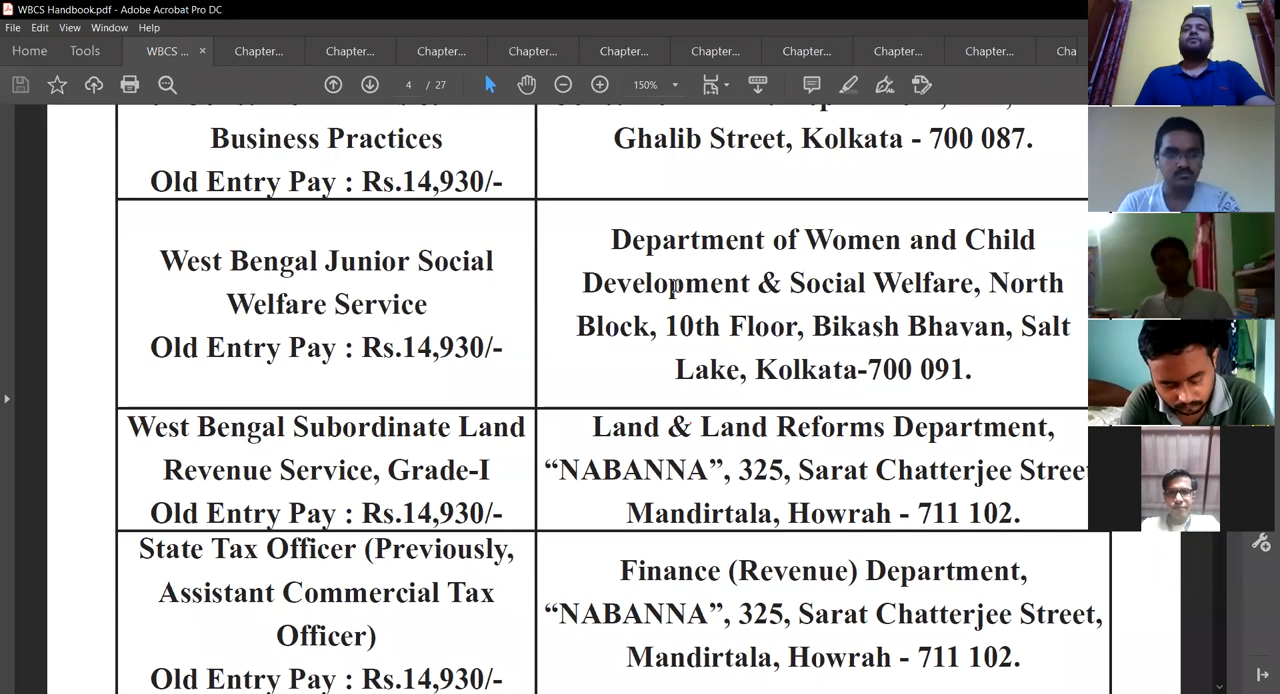 WBCS Handbook.pdf - Adobe Acrobat Pro DC
File Edit View Window Help
Home Tools WBCS ... × Chapter... Chapter... Chapter... Chapter... Chapter... Chapter... Chapter... Chapter... Chapter... Cha
4 / 27 150%
Business Practices
Old Entry Pay : Rs.14,930/-
Ghalib Street, Kolkata - 700 087.
West Bengal Junior Social
Welfare Service
Old Entry Pay : Rs.14,930/-
Department of Women and Child
Development & Social Welfare, North
Block, 10th Floor, Bikash Bhavan, Salt
Lake, Kolkata-700 091.
West Bengal Subordinate Land
Revenue Service, Grade-I
Old Entry Pay : Rs.14,930/-
Land & Land Reforms Department,
“NABANNA”, 325, Sarat Chatterjee Street
Mandirtala, Howrah - 711 102.
State Tax Officer (Previously,
Assistant Commercial Tax
Officer)
Old Entry Pay : Rs.14,930/-
Finance (Revenue) Department,
“NABANNA”, 325, Sarat Chatterjee Street,
Mandirtala, Howrah - 711 102.